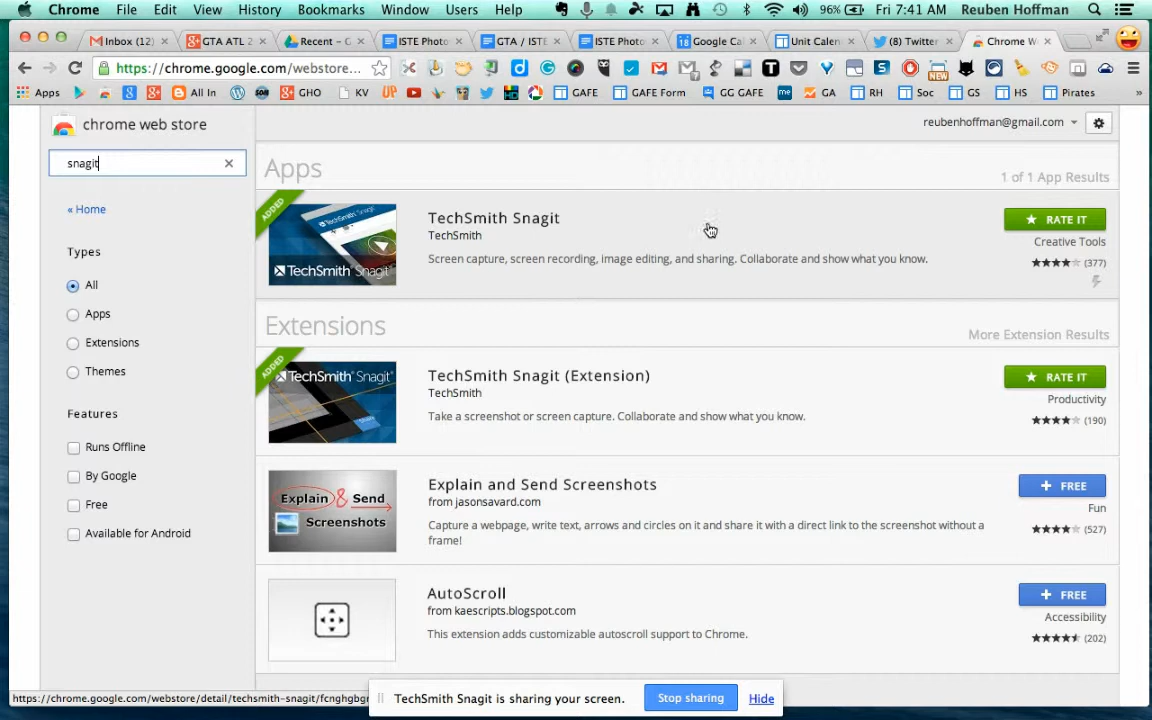 Chrome File Edit View History Bookmarks Window Users Help 96% Fri 7:41 AM Reuben Hoffman
Inbox (12) GTA ATL 2 Recent – G ISTE Photo GTA / ISTE ISTE Photo Google Cal Unit Calen (8) Twitter Chrome W
https://chrome.google.com/webstore...
Apps All In GHO KV GAFE GAFE Form GG GAFE GA RH Soc GS HS Pirates »
chrome web store
reubenhoffman@gmail.com
snagit
« Home
Types
All
Apps
Extensions
Themes
Features
Runs Offline
By Google
Free
Available for Android
Apps
1 of 1 App Results
ADDED
TechSmith Snagit
TechSmith Snagit
TechSmith
Screen capture, screen recording, image editing, and sharing. Collaborate and show what you know.
RATE IT
Creative Tools
(377)
Extensions
More Extension Results
ADDED
TechSmith Snagit
TechSmith Snagit (Extension)
TechSmith
Take a screenshot or screen capture. Collaborate and show what you know.
RATE IT
Productivity
(190)
Explain & Send
Screenshots
Explain and Send Screenshots
from jasonsavard.com
Capture a webpage, write text, arrows and circles on it and share it with a direct link to the screenshot without a
frame!
+ FREE
Fun
(527)
AutoScroll
from kaescripts.blogspot.com
This extension adds customizable autoscroll support to Chrome.
+ FREE
Accessibility
(202)
https://chrome.google.com/webstore/detail/techsmith-snagit/fcnghgbg
TechSmith Snagit is sharing your screen. Stop sharing Hide